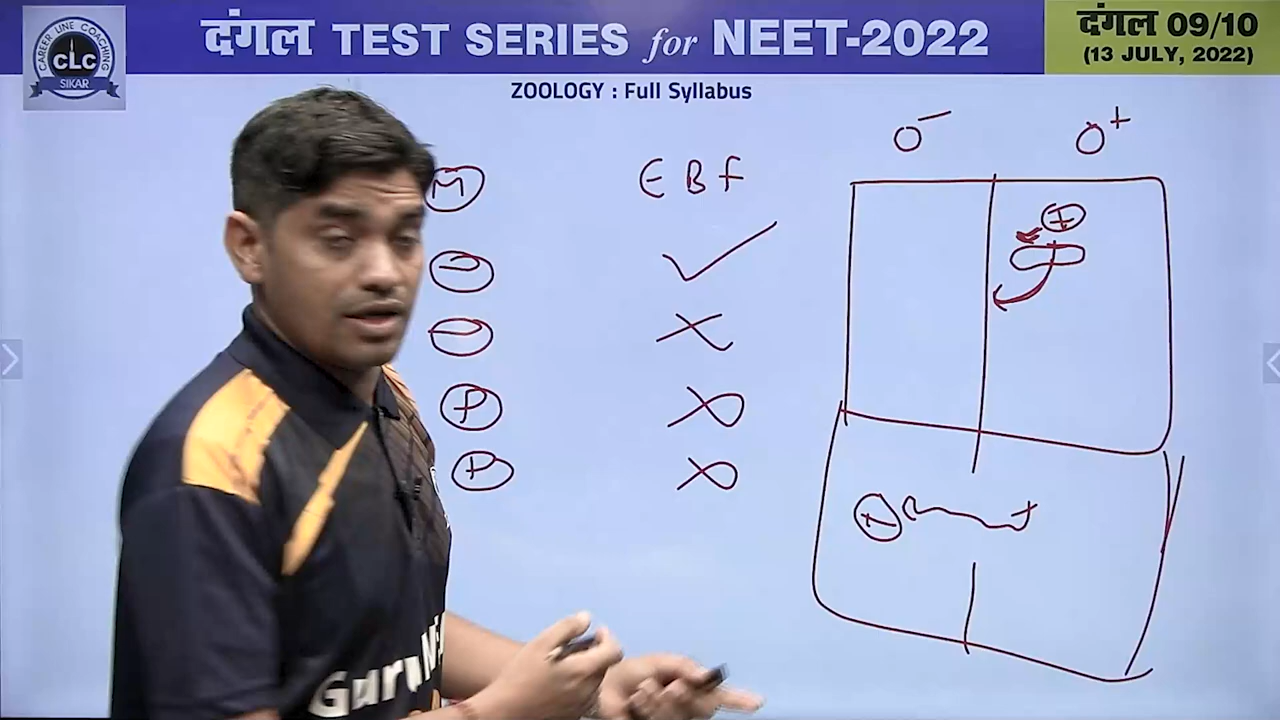 CAREER LINE COACHING
CLC
SIKAR
दंगल TEST SERIES for NEET-2022
दंगल 09/10
(13 JULY, 2022)
ZOOLOGY : Full Syllabus
O⁻ O⁺
M E B F
+
− ✓
− ×
+ ×
+ ×
+ +
Guru